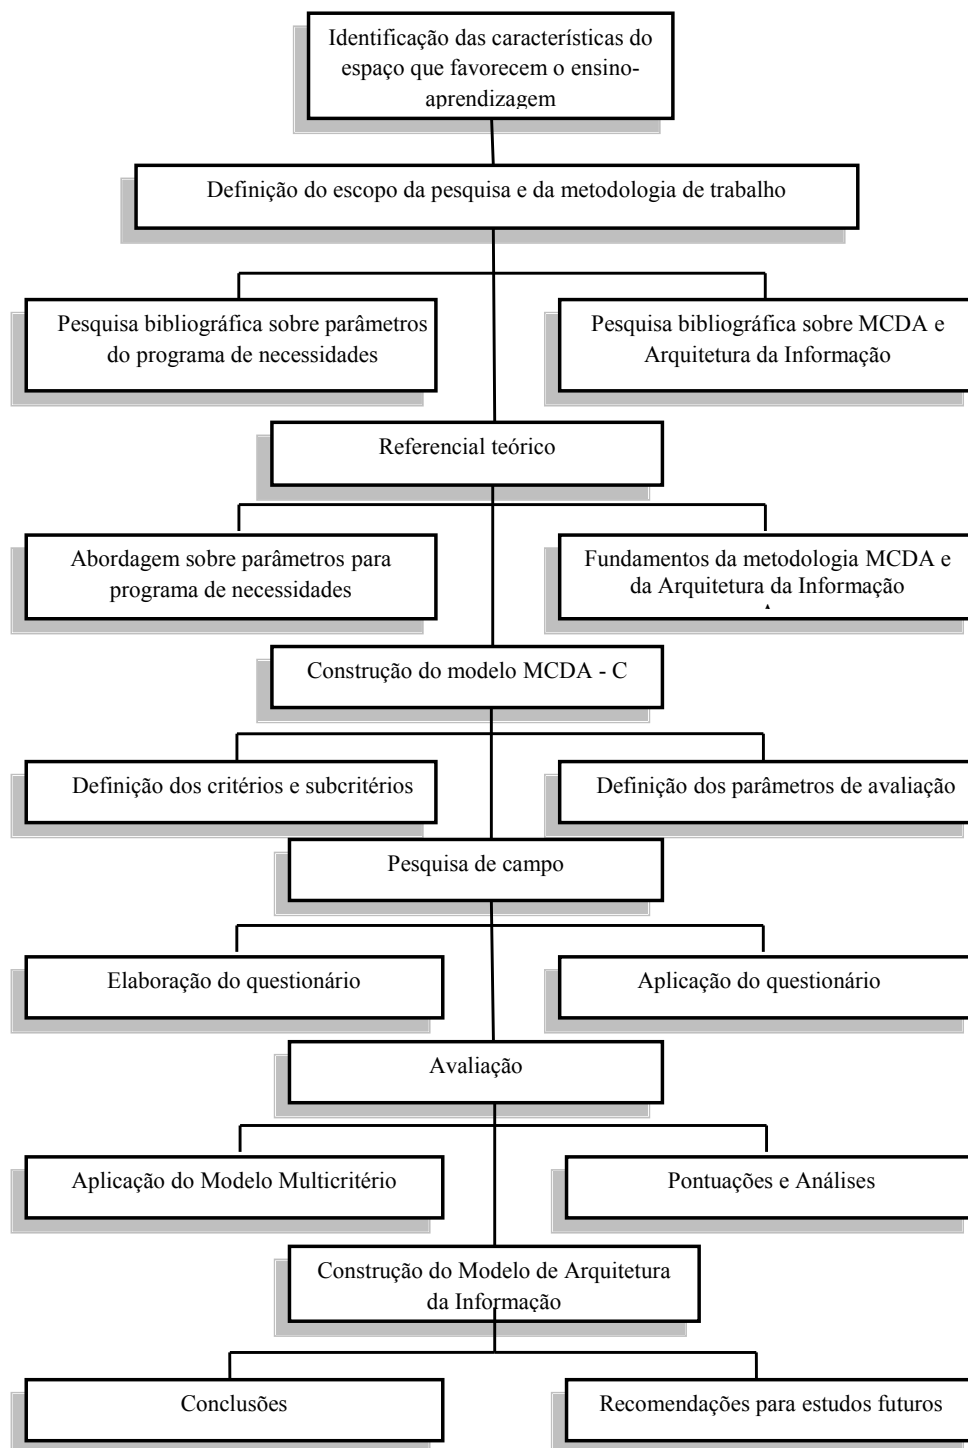 Identificação das características do
espaço que favorecem o ensino-
aprendizagem
Definição do escopo da pesquisa e da metodologia de trabalho
Pesquisa bibliográfica sobre parâmetros
do programa de necessidades
Pesquisa bibliográfica sobre MCDA e
Arquitetura da Informação
Referencial teórico
Abordagem sobre parâmetros para
programa de necessidades
Fundamentos da metodologia MCDA e
da Arquitetura da Informação
Construção do modelo MCDA - C
Definição dos critérios e subcritérios
Definição dos parâmetros de avaliação
Pesquisa de campo
Elaboração do questionário
Aplicação do questionário
Avaliação
Aplicação do Modelo Multicritério
Pontuações e Análises
Construção do Modelo de Arquitetura
da Informação
Conclusões
Recomendações para estudos futuros